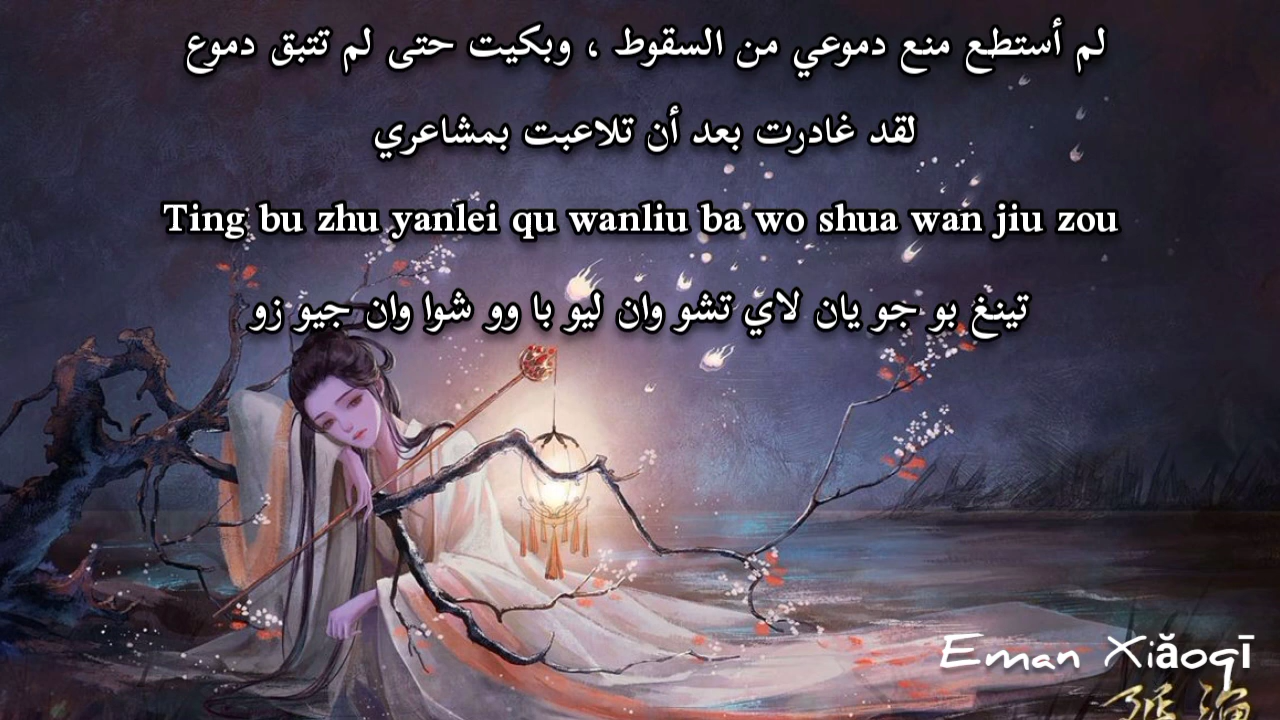 لم أستطع منع دموعي من السقوط ، وبكيت حتى لم تتبق دموع
لقد غادرت بعد أن تلاعبت بمشاعري
Ting bu zhu yanlei qu wanliu ba wo shua wan jiu zou
تينغ بو جو يان لاي تشو وان ليو با وو شوا وان جيو زو
Eman Xiǎoqī